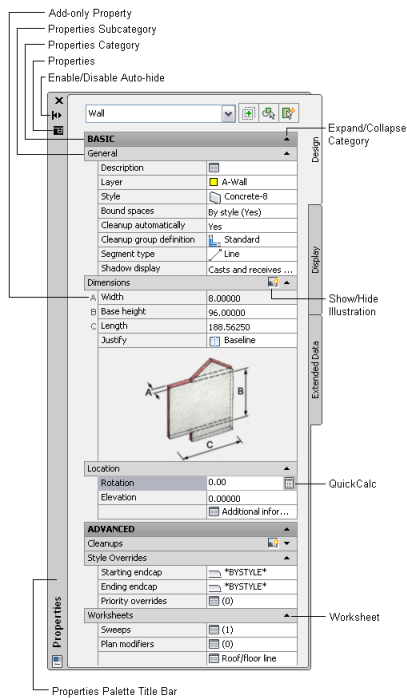 Add-only Property
Properties Subcategory
Properties Category
Properties
Enable/Disable Auto-hide
Wall
BASIC
Expand/Collapse
Category
General
Description
Layer A-Wall
Style Concrete-8
Bound spaces By style (Yes)
Cleanup automatically Yes
Cleanup group definition Standard
Segment type Line
Shadow display Casts and receives ...
Dimensions
A Width 8.00000
Show/Hide
Illustration
B Base height 96.00000
C Length 188.56250
Justify Baseline
A
B
C
Location
Rotation 0.00
QuickCalc
Elevation 0.00000
Additional infor...
ADVANCED
Cleanups
Style Overrides
Starting endcap *BYSTYLE*
Ending endcap *BYSTYLE*
Priority overrides (0)
Worksheets
Worksheet
Sweeps (1)
Plan modifiers (0)
Roof/floor line
Design
Display
Extended Data
Properties
Properties Palette Title Bar